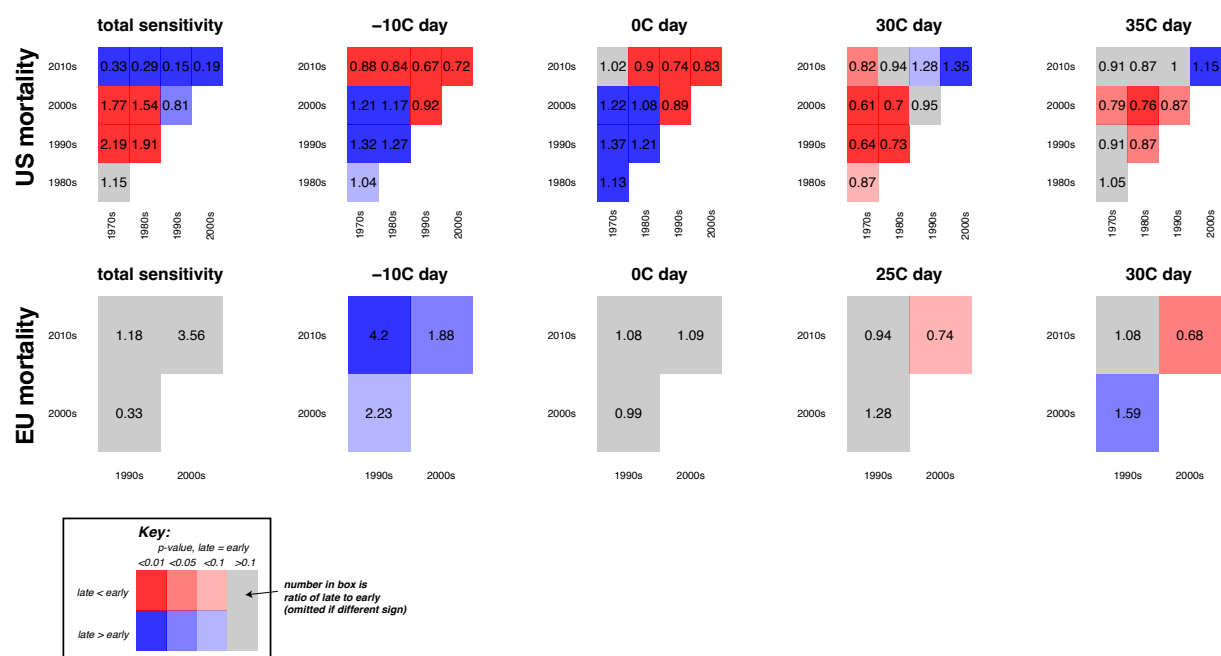 total sensitivity −10C day 0C day 30C day 35C day
US mortality
2010s 0.33 0.29 0.15 0.19 2010s 0.88 0.84 0.67 0.72 2010s 1.02 0.9 0.74 0.83 2010s 0.82 0.94 1.28 1.35 2010s 0.91 0.87 1 1.15
2000s 1.77 1.54 0.81 2000s 1.21 1.17 0.92 2000s 1.22 1.08 0.89 2000s 0.61 0.7 0.95 2000s 0.79 0.76 0.87
1990s 2.19 1.91 1990s 1.32 1.27 1990s 1.37 1.21 1990s 0.64 0.73 1990s 0.91 0.87
1980s 1.15 1980s 1.04 1980s 1.13 1980s 0.87 1980s 1.05
1970s 1980s 1990s 2000s 1970s 1980s 1990s 2000s 1970s 1980s 1990s 2000s 1970s 1980s 1990s 2000s 1970s 1980s 1990s 2000s
total sensitivity −10C day 0C day 25C day 30C day
EU mortality
2010s 1.18 3.56 2010s 4.2 1.88 2010s 1.08 1.09 2010s 0.94 0.74 2010s 1.08 0.68
2000s 0.33 2000s 2.23 2000s 0.99 2000s 1.28 2000s 1.59
1990s 2000s 1990s 2000s 1990s 2000s 1990s 2000s 1990s 2000s
Key:
p-value, late = early
<0.01 <0.05 <0.1 >0.1
late < early
late > early
number in box is
ratio of late to early
(omitted if different sign)